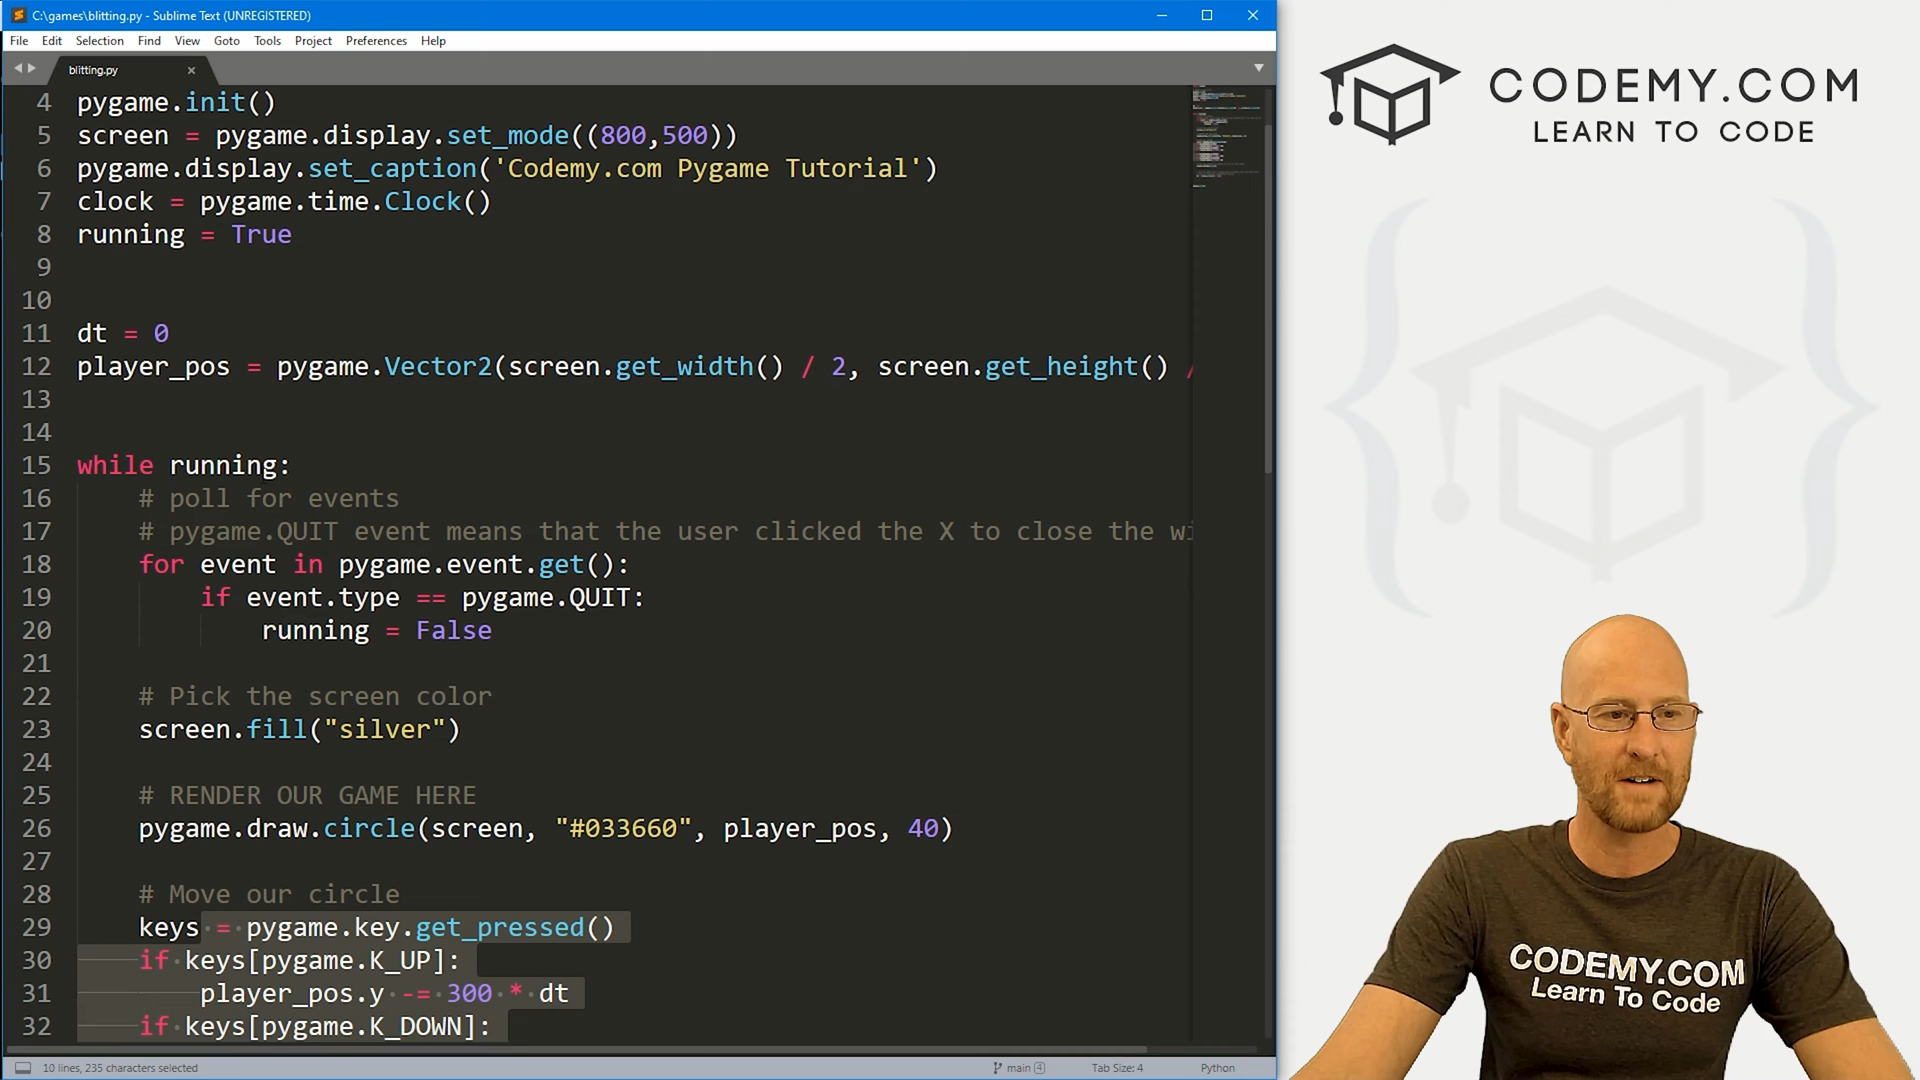 C:\games\blitting.py - Sublime Text (UNREGISTERED)
File Edit Selection Find View Goto Tools Project Preferences Help
blitting.py
4 pygame.init()
5 screen = pygame.display.set_mode((800,500))
6 pygame.display.set_caption('Codemy.com Pygame Tutorial')
7 clock = pygame.time.Clock()
8 running = True
9
10
11 dt = 0
12 player_pos = pygame.Vector2(screen.get_width() / 2, screen.get_height() /
13
14
15 while running:
16 # poll for events
17 # pygame.QUIT event means that the user clicked the X to close the wi
18 for event in pygame.event.get():
19 if event.type == pygame.QUIT:
20 running = False
21
22 # Pick the screen color
23 screen.fill("silver")
24
25 # RENDER OUR GAME HERE
26 pygame.draw.circle(screen, "#033660", player_pos, 40)
27
28 # Move our circle
29 keys = pygame.key.get_pressed()
30 if keys[pygame.K_UP]:
31 player_pos.y -= 300 * dt
32 if keys[pygame.K_DOWN]:
10 lines, 235 characters selected
main 4
Tab Size: 4
Python
CODEMY.COM
LEARN TO CODE
CODEMY.COM
Learn To Code